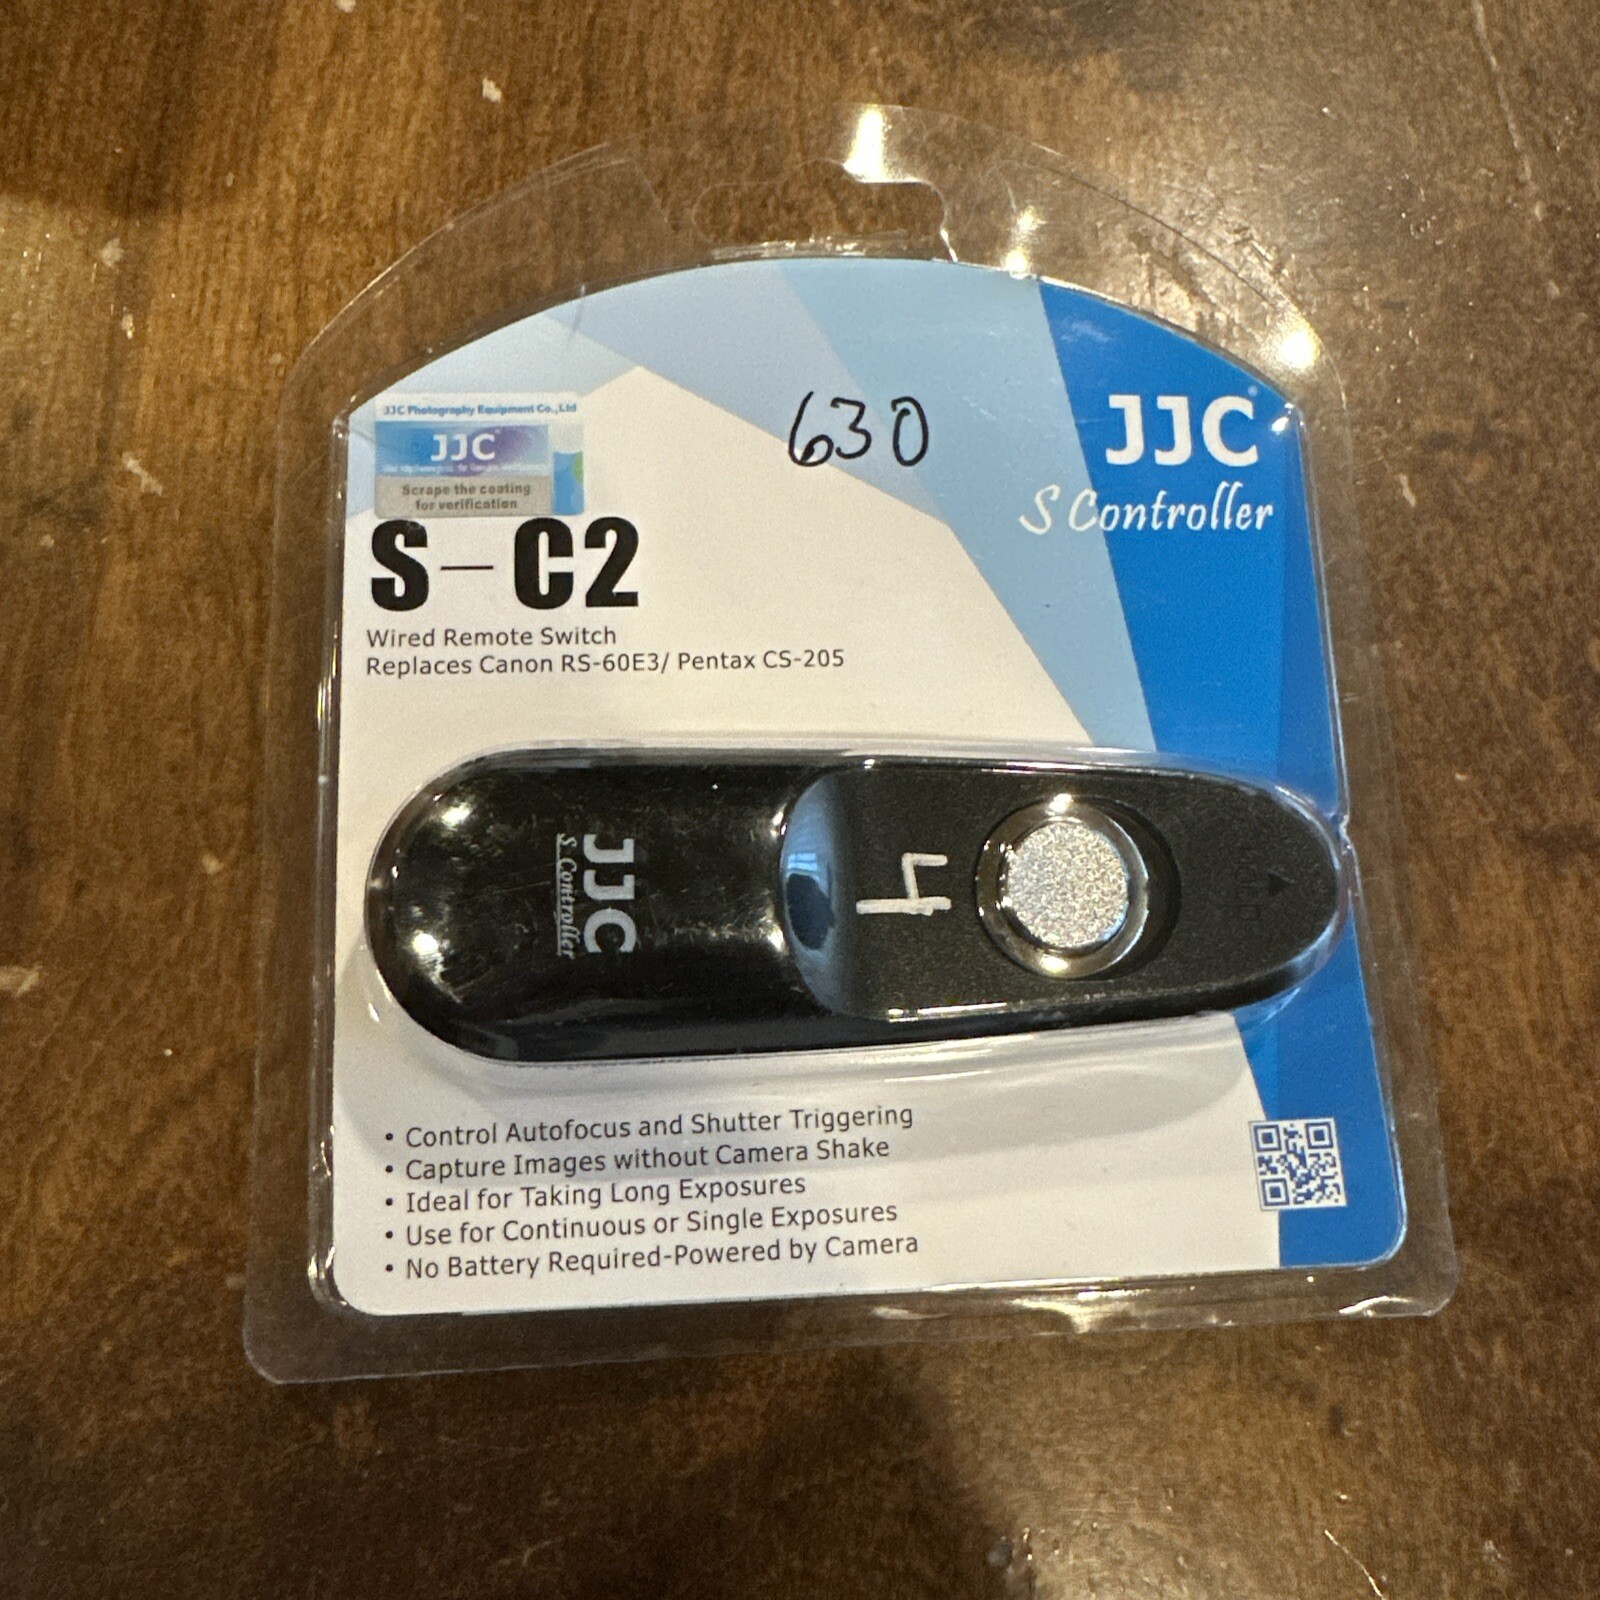 JJC Photography Equipment Co.,Ltd
JJC
Scrape the coating
for verification
630
JJC
S Controller
S-C2
Wired Remote Switch
Replaces Canon RS-60E3/ Pentax CS-205
JJC
S Controller
4
HOLD
• Control Autofocus and Shutter Triggering
• Capture Images without Camera Shake
• Ideal for Taking Long Exposures
• Use for Continuous or Single Exposures
• No Battery Required-Powered by Camera